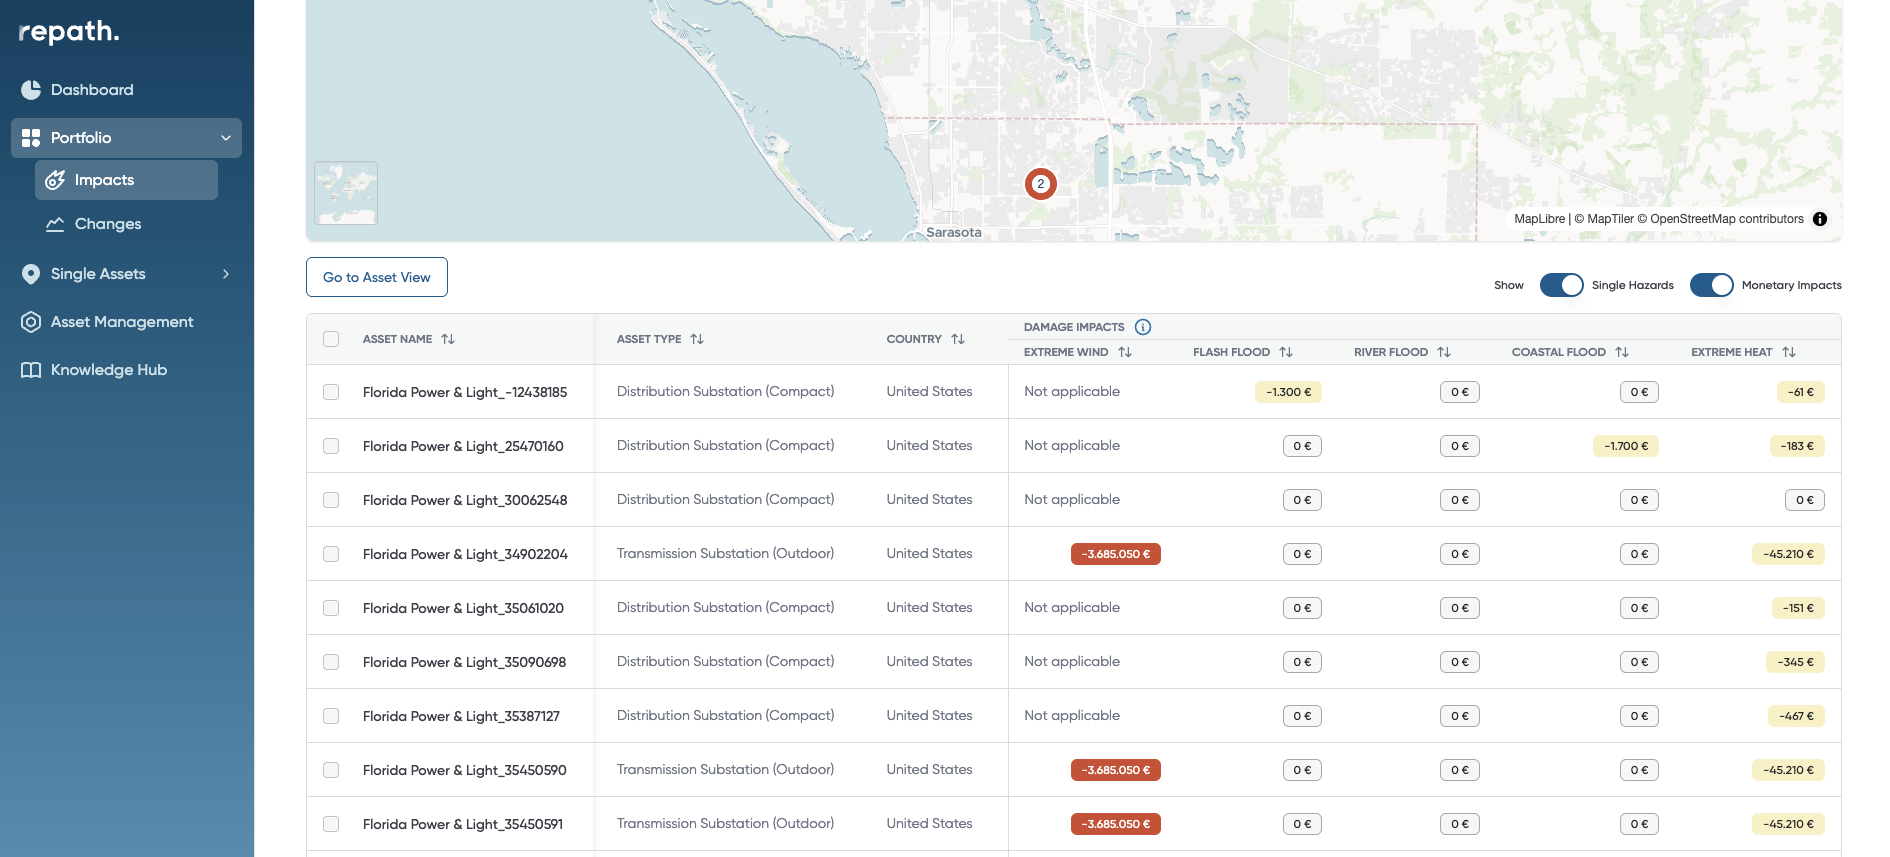 repath.
Dashboard
Portfolio
Impacts
Changes
Single Assets
Asset Management
Knowledge Hub
2
Sarasota
MapLibre | © MapTiler © OpenStreetMap contributors
Go to Asset View
Show Single Hazards Monetary Impacts
ASSET NAME ASSET TYPE COUNTRY DAMAGE IMPACTS
EXTREME WIND FLASH FLOOD RIVER FLOOD COASTAL FLOOD EXTREME HEAT
Florida Power & Light_-12438185 Distribution Substation (Compact) United States Not applicable -1.300 € 0 € 0 € -61 €
Florida Power & Light_25470160 Distribution Substation (Compact) United States Not applicable 0 € 0 € -1.700 € -183 €
Florida Power & Light_30062548 Distribution Substation (Compact) United States Not applicable 0 € 0 € 0 € 0 €
Florida Power & Light_34902204 Transmission Substation (Outdoor) United States -3.685.050 € 0 € 0 € 0 € -45.210 €
Florida Power & Light_35061020 Distribution Substation (Compact) United States Not applicable 0 € 0 € 0 € -151 €
Florida Power & Light_35090698 Distribution Substation (Compact) United States Not applicable 0 € 0 € 0 € -345 €
Florida Power & Light_35387127 Distribution Substation (Compact) United States Not applicable 0 € 0 € 0 € -467 €
Florida Power & Light_35450590 Transmission Substation (Outdoor) United States -3.685.050 € 0 € 0 € 0 € -45.210 €
Florida Power & Light_35450591 Transmission Substation (Outdoor) United States -3.685.050 € 0 € 0 € 0 € -45.210 €